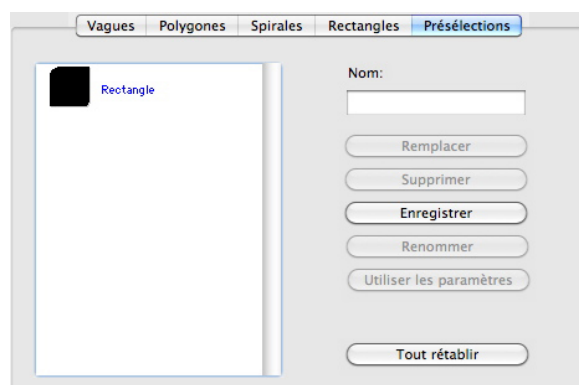 Vagues Polygones Spirales Rectangles Présélections
Rectangle
Nom:
Remplacer
Supprimer
Enregistrer
Renommer
Utiliser les paramètres
Tout rétablir